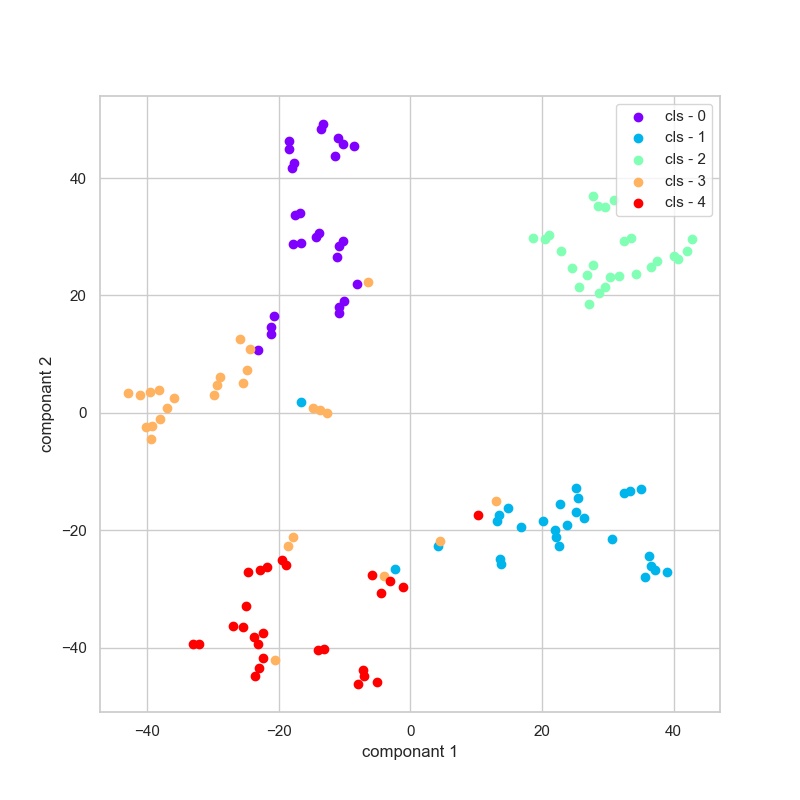 cls - 0
cls - 1
cls - 2
cls - 3
cls - 4
40
20
0
−20
−40
componant 2
−40
−20
0
20
40
componant 1